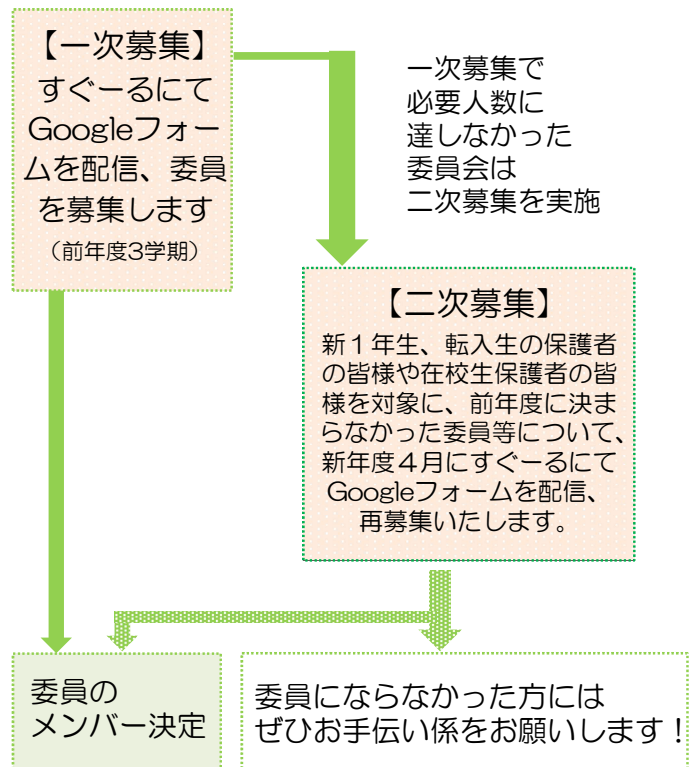 【一次募集】
すぐーるにて
Googleフォー
ムを配信、委員
を募集します
（前年度3学期）
一次募集で
必要人数に
達しなかった
委員会は
二次募集を実施
【二次募集】
新１年生、転入生の保護者
の皆様や在校生保護者の皆
様を対象に、前年度に決ま
らなかった委員等について、
新年度４月にすぐーるにて
Googleフォームを配信、
再募集いたします。
委員の
メンバー決定
委員にならなかった方には
ぜひお手伝い係をお願いします！